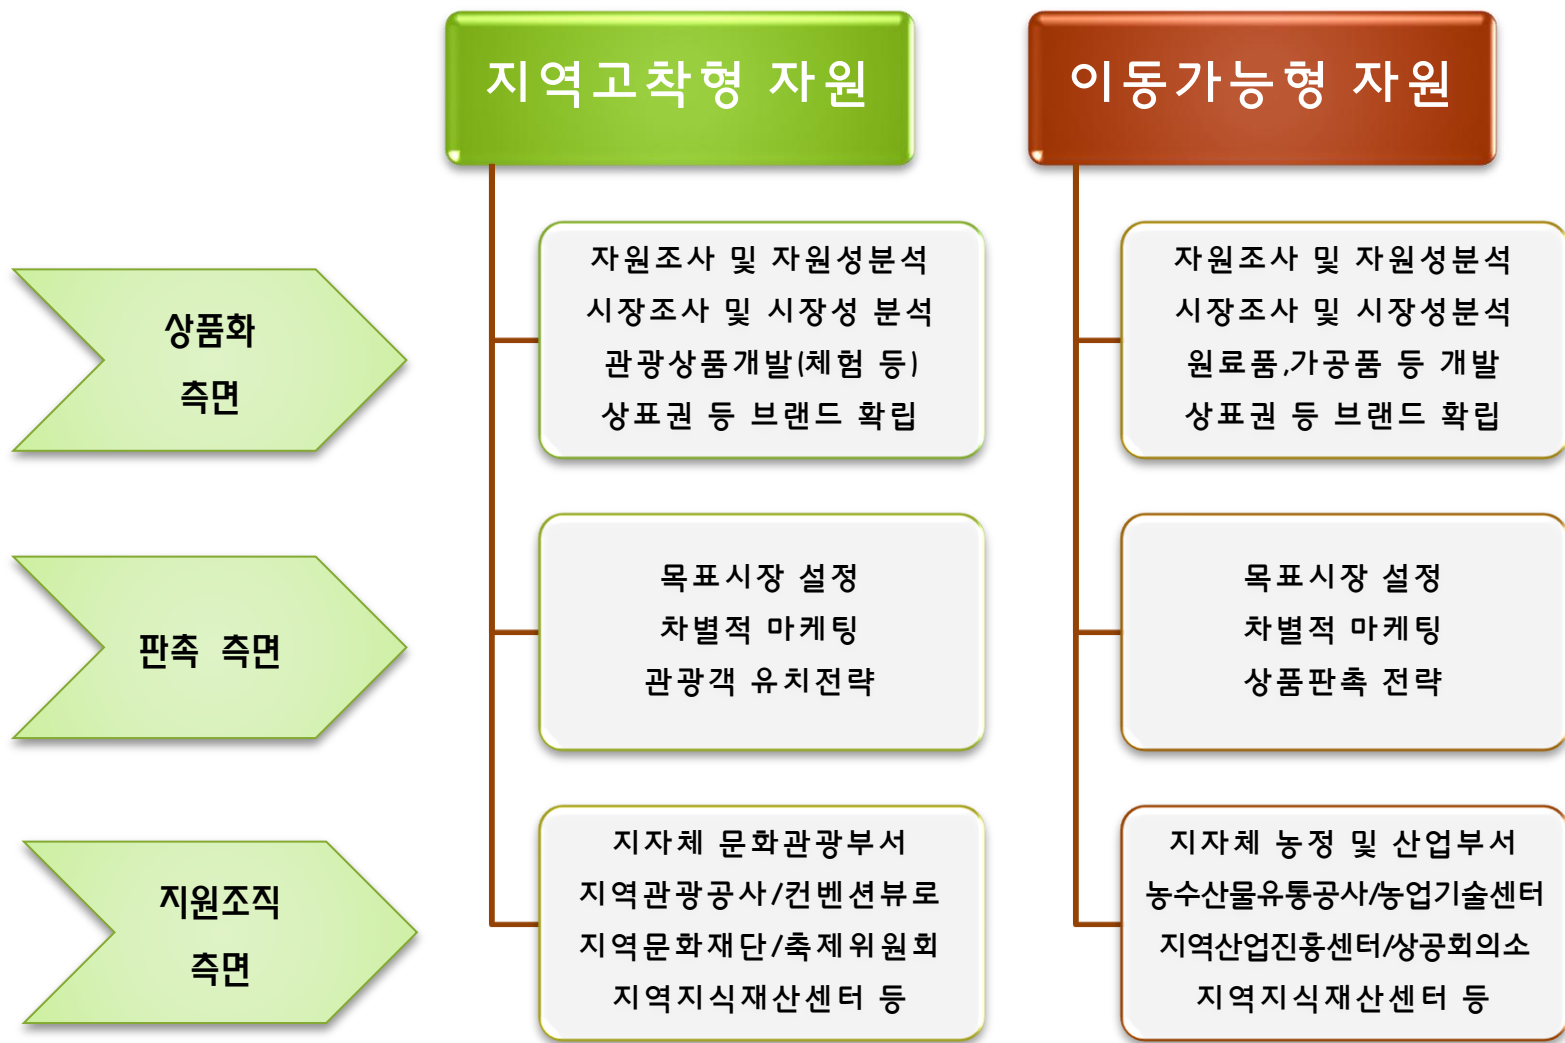 지역고착형 자원
이동가능형 자원
상품화
측면
자원조사 및 자원성분석
시장조사 및 시장성 분석
관광상품개발(체험 등)
상표권 등 브랜드 확립
자원조사 및 자원성분석
시장조사 및 시장성분석
원료품,가공품 등 개발
상표권 등 브랜드 확립
판촉 측면
목표시장 설정
차별적 마케팅
관광객 유치전략
목표시장 설정
차별적 마케팅
상품판촉 전략
지원조직
측면
지자체 문화관광부서
지역관광공사/컨벤션뷰로
지역문화재단/축제위원회
지역지식재산센터 등
지자체 농정 및 산업부서
농수산물유통공사/농업기술센터
지역산업진흥센터/상공회의소
지역지식재산센터 등